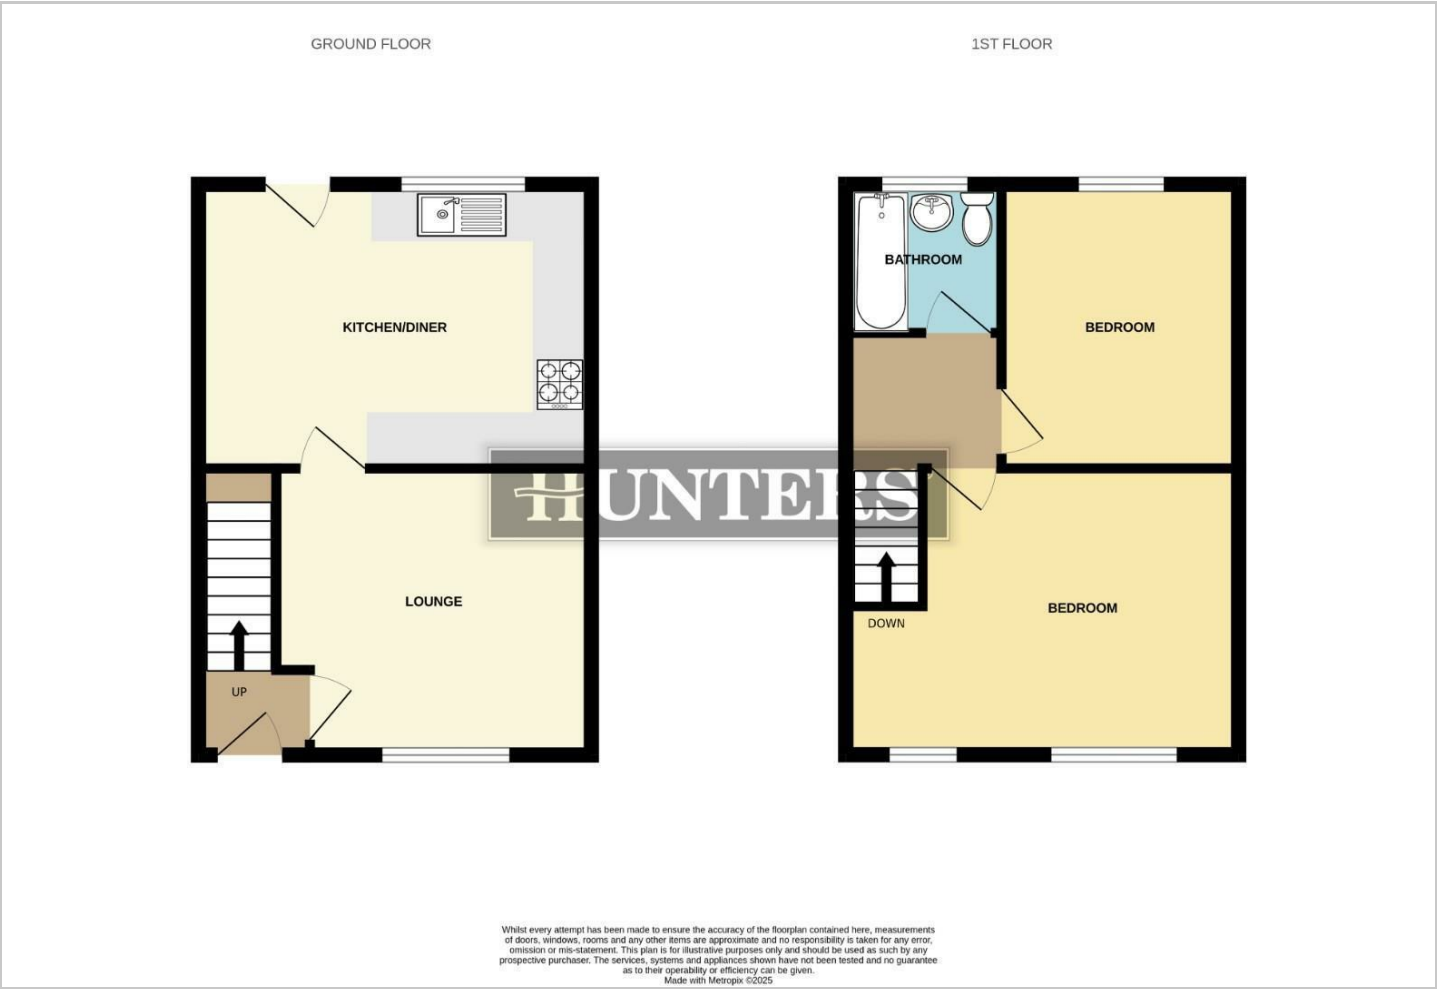 GROUND FLOOR
1ST FLOOR
BATHROOM
KITCHEN/DINER
BEDROOM
HUNTERS
LOUNGE
BEDROOM
DOWN
UP
Whilst every attempt has been made to ensure the accuracy of the floorplan contained here, measurements
of doors, windows, rooms and any other items are approximate and no responsibility is taken for any error,
omission or mis-statement. This plan is for illustrative purposes only and should be used as such by any
prospective purchaser. The services, systems and appliances shown have not been tested and no guarantee
as to their operability or efficiency can be given.
Made with Metropix ©2025